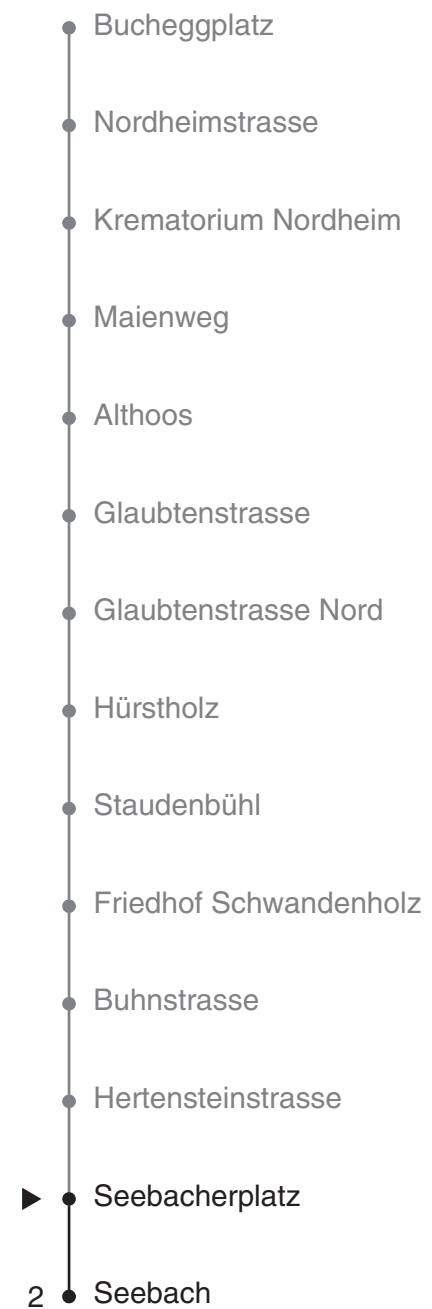 Bucheggplatz
Nordheimstrasse
Krematorium Nordheim
Maienweg
Althoos
Glaubtenstrasse
Glaubtenstrasse Nord
Hürstholz
Staudenbühl
Friedhof Schwandenholz
Buhnstrasse
Hertensteinstrasse
Seebacherplatz
2 Seebach